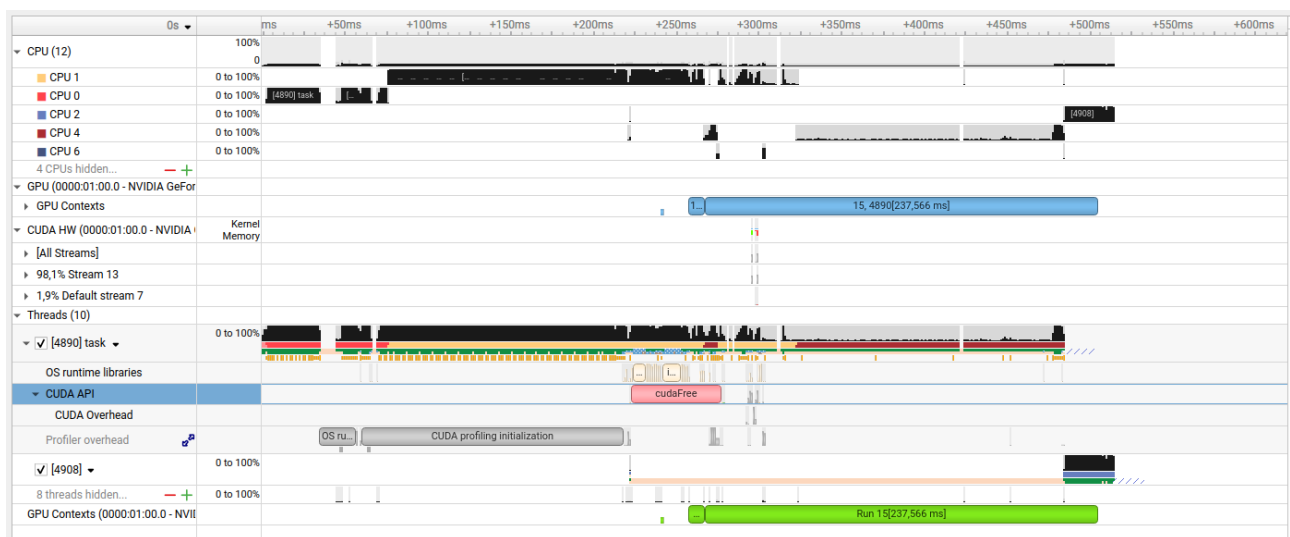 0s ms +50ms +100ms +150ms +200ms +250ms +300ms +350ms +400ms +450ms +500ms +550ms +600ms
CPU (12) 100%
0
CPU 1 0 to 100% [...
CPU 0 0 to 100% [4890] task [...
CPU 2 0 to 100% [4908]
CPU 4 0 to 100%
CPU 6 0 to 100%
4 CPUs hidden...
GPU (0000:01:00.0 - NVIDIA GeFor
GPU Contexts 1... 15, 4890[237,566 ms]
CUDA HW (0000:01:00.0 - NVIDIA Kernel
Memory
[All Streams]
98,1% Stream 13
1,9% Default stream 7
Threads (10)
[4890] task 0 to 100%
OS runtime libraries ... i...
CUDA API cudaFree
CUDA Overhead
Profiler overhead OS ru... CUDA profiling initialization
[4908] 0 to 100%
8 threads hidden... 0 to 100%
GPU Contexts (0000:01:00.0 - NVI ... Run 15[237,566 ms]